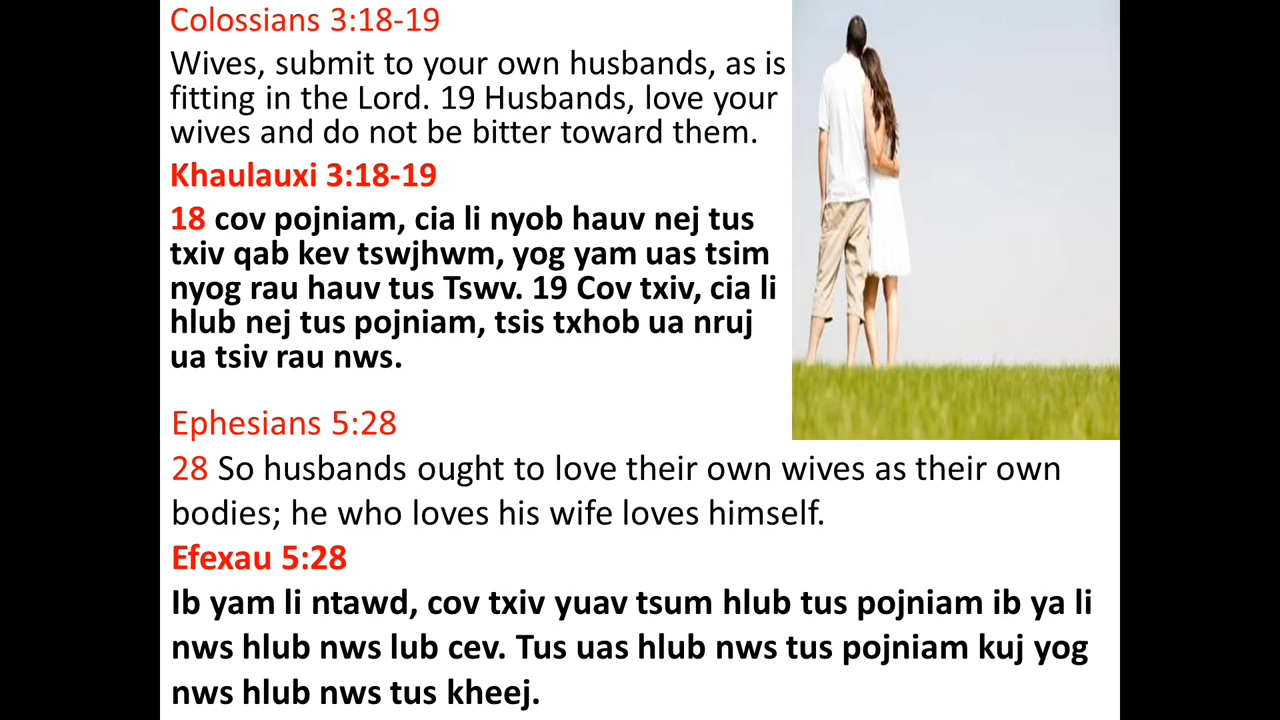 Colossians 3:18-19
Wives, submit to your own husbands, as is
fitting in the Lord. 19 Husbands, love your
wives and do not be bitter toward them.
Khaulauxi 3:18-19
18 cov pojniam, cia li nyob hauv nej tus
txiv qab kev tswjhwm, yog yam uas tsim
nyog rau hauv tus Tswv. 19 Cov txiv, cia li
hlub nej tus pojniam, tsis txhob ua nruj
ua tsiv rau nws.
Ephesians 5:28
28 So husbands ought to love their own wives as their own
bodies; he who loves his wife loves himself.
Efexau 5:28
Ib yam li ntawd, cov txiv yuav tsum hlub tus pojniam ib ya li
nws hlub nws lub cev. Tus uas hlub nws tus pojniam kuj yog
nws hlub nws tus kheej.